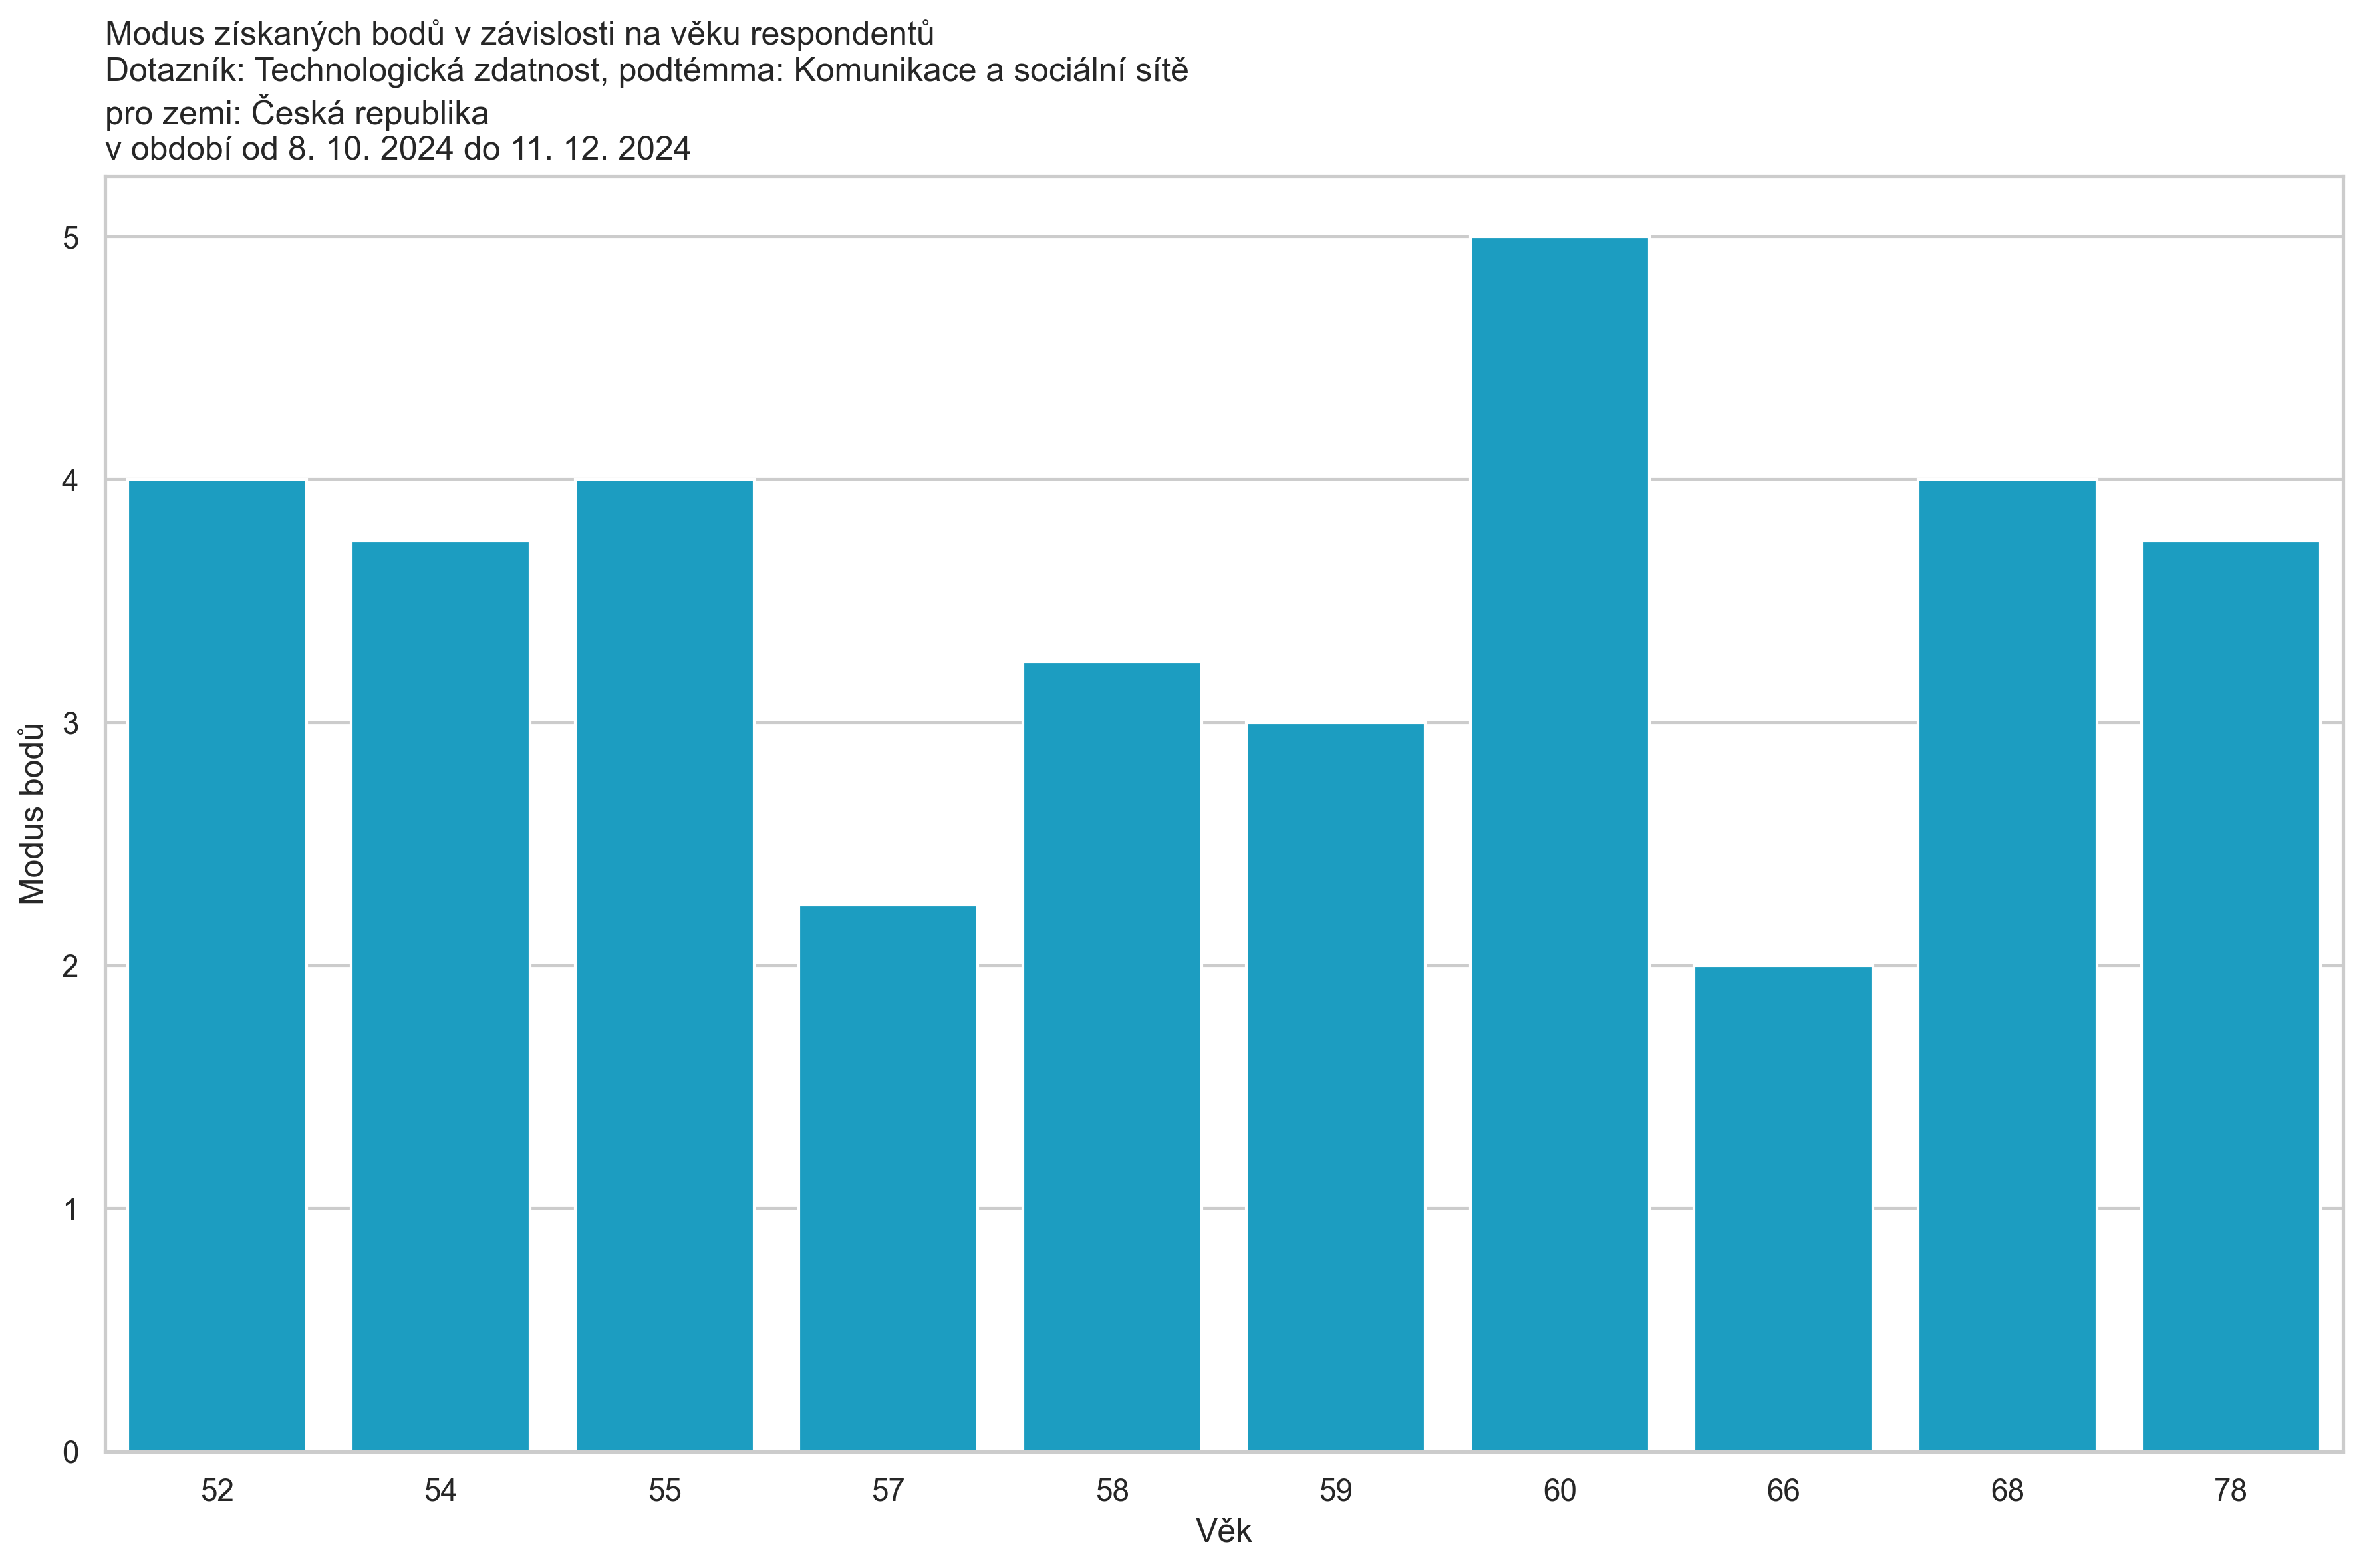 Modus získaných bodů v závislosti na věku respondentů
Dotazník: Technologická zdatnost, podtémma: Komunikace a sociální sítě
pro zemi: Česká republika
v období od 8. 10. 2024 do 11. 12. 2024
5
4
3
2
1
0
Modus bodů
52 54 55 57 58 59 60 66 68 78
Věk